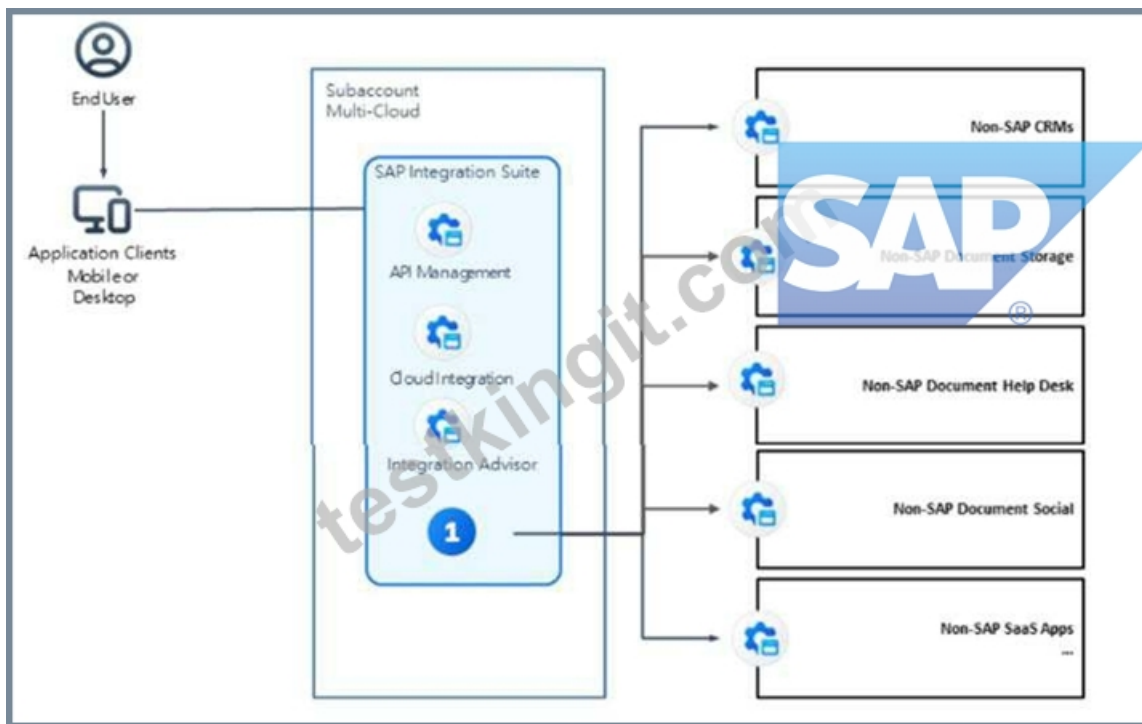 End User
Application Clients
Mobile or
Desktop
Subaccount
Multi-Cloud
SAP Integration Suite
API Management
Cloud Integration
Integration Advisor
1
Non-SAP CRMs
Non-SAP Document Storage
Non-SAP Document Help Desk
Non-SAP Document Social
Non-SAP SaaS Apps
...
SAP
®
testkingit.com